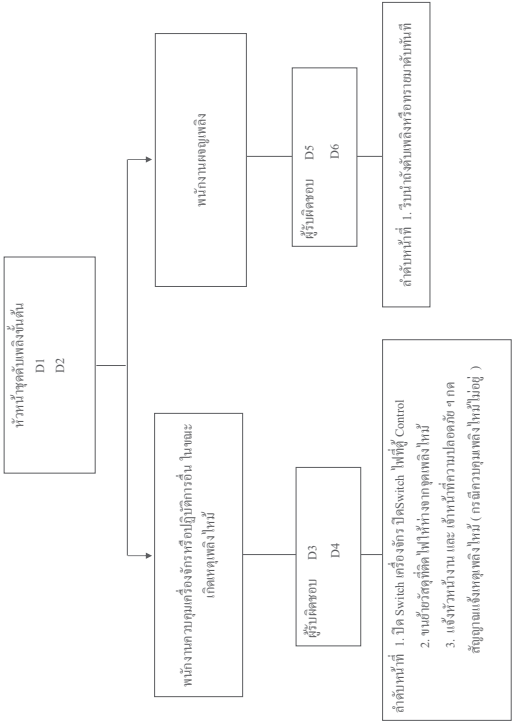 หัวหน้าชุดดับเพลิงขั้นต้น
D1
D2
พนักงานควบคุมเครื่องจักรหรือปฏิบัติการอื่น ในขณะ
เกิดเหตุเพลิงไหม้
ผู้รับผิดชอบ D3
D4
ลำดับหน้าที่ 1. ปิด Switch เครื่องจักร ปิดSwitch ไฟที่ตู้ Control
2. ขนย้ายวัสดุที่ติดไฟให้ห่างจากจุดเพลิงไหม้
3. แจ้งหัวหน้างาน และ เจ้าหน้าที่ความปลอดภัย ฯ กด
สัญญาณแจ้งเหตุเพลิงไหม้ ( กรณีควบคุมเพลิงไหม้ไม่อยู่ )
พนักงานผจญเพลิง
ผู้รับผิดชอบ D5
D6
ลำดับหน้าที่ 1. รีบนำถังดับเพลิงหรือทรายมาดับทันที